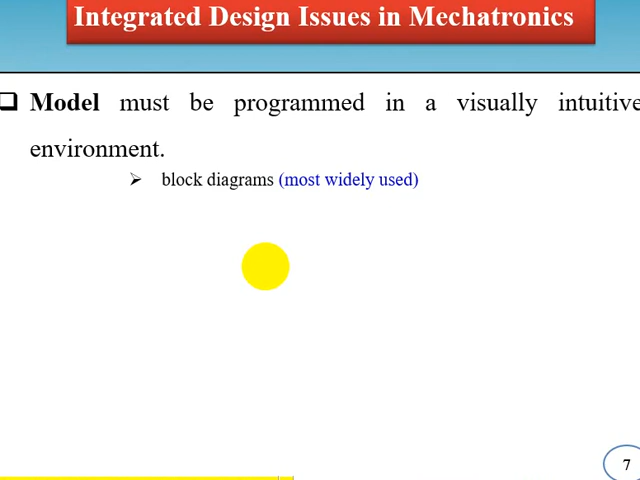 Integrated Design Issues in Mechatronics
Model must be programmed in a visually intuitive
environment.
block diagrams (most widely used)
7